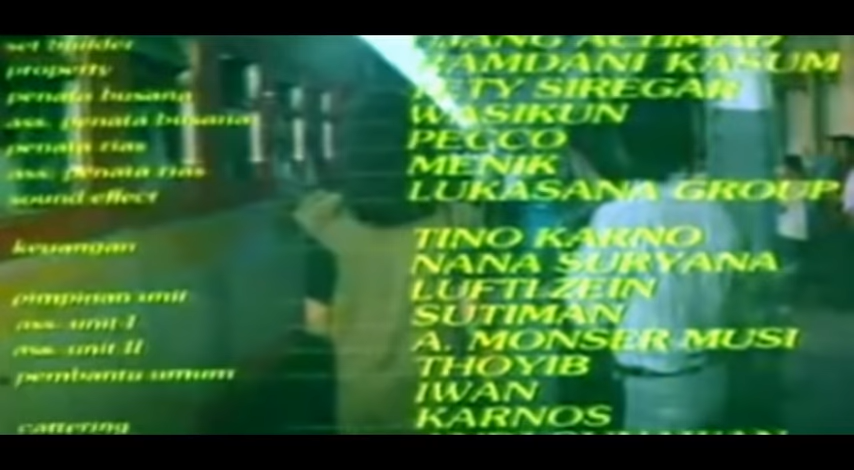 set builder
property RAMDANI KASUM
penata busana SIREGAR
ass. penata busana WASIKUN
penata rias PECCO
ass. penata rias MENIK
sound effect LUKASANA GROUP
keuangan TINO KARNO
NANA SURYANA
pimpinan unit LUFTI ZEIN
ass. unit I SUTIMAN
ass. unit II A. MONSER MUSI
pembantu umum THOYIB
IWAN
cattering KARNOS